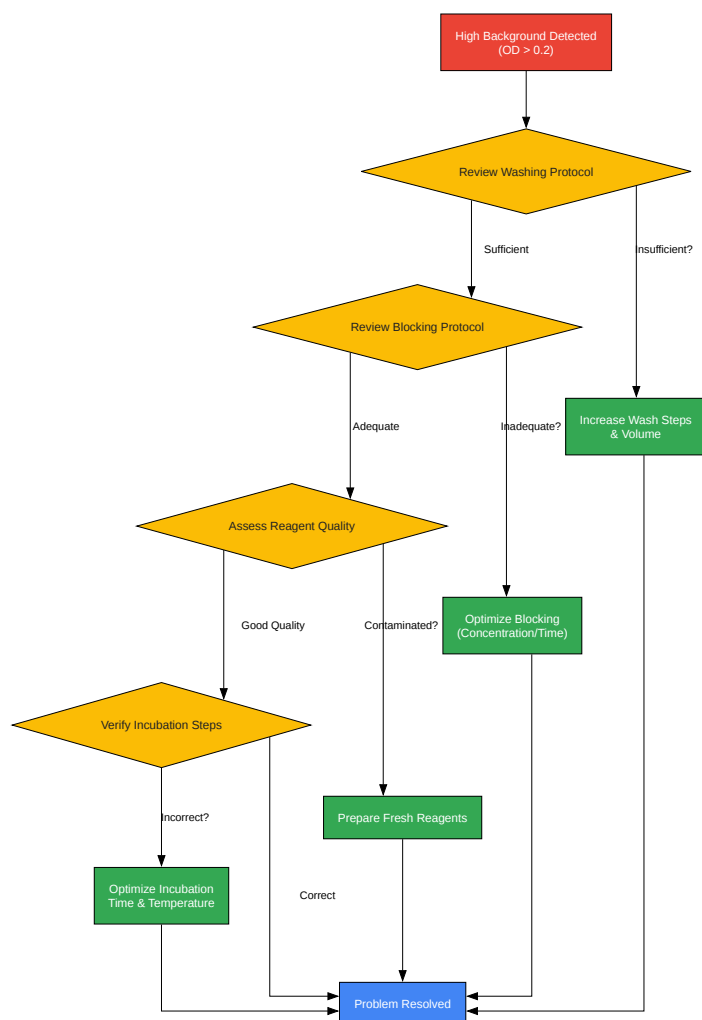 High Background Detected
(OD > 0.2)
Review Washing Protocol
Sufficient
Insufficient?
Review Blocking Protocol
Increase Wash Steps
& Volume
Adequate
Inadequate?
Assess Reagent Quality
Optimize Blocking
(Concentration/Time)
Good Quality
Contaminated?
Verify Incubation Steps
Incorrect?
Prepare Fresh Reagents
Optimize Incubation
Time & Temperature
Correct
Problem Resolved